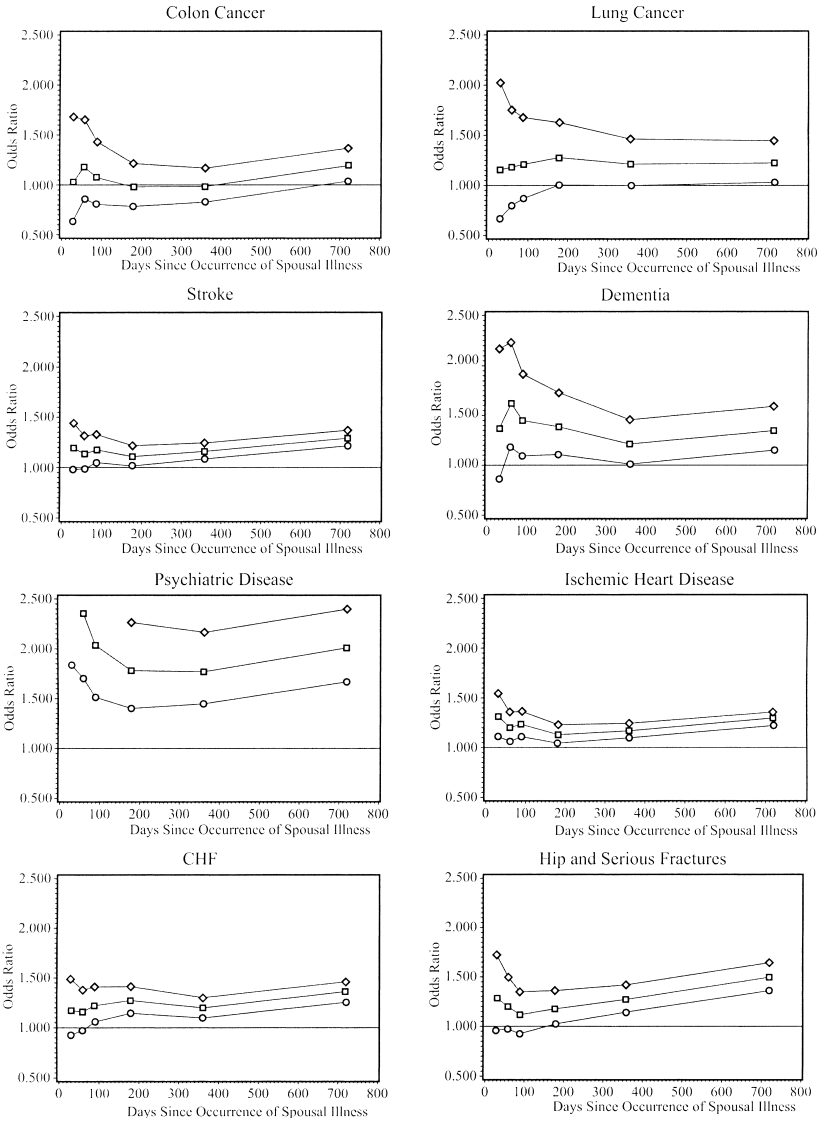 Colon Cancer
2.500
2.000
1.500
1.000
0.500
Odds Ratio
0 100 200 300 400 500 600 700 800
Days Since Occurrence of Spousal Illness
Lung Cancer
2.500
2.000
1.500
1.000
0.500
Odds Ratio
0 100 200 300 400 500 600 700 800
Days Since Occurrence of Spousal Illness
Stroke
2.500
2.000
1.500
1.000
0.500
Odds Ratio
0 100 200 300 400 500 600 700 800
Days Since Occurrence of Spousal Illness
Dementia
2.500
2.000
1.500
1.000
0.500
Odds Ratio
0 100 200 300 400 500 600 700 800
Days Since Occurrence of Spousal Illness
Psychiatric Disease
2.500
2.000
1.500
1.000
0.500
Odds Ratio
0 100 200 300 400 500 600 700 800
Days Since Occurrence of Spousal Illness
Ischemic Heart Disease
2.500
2.000
1.500
1.000
0.500
Odds Ratio
0 100 200 300 400 500 600 700 800
Days Since Occurrence of Spousal Illness
CHF
2.500
2.000
1.500
1.000
0.500
Odds Ratio
0 100 200 300 400 500 600 700 800
Days Since Occurrence of Spousal Illness
Hip and Serious Fractures
2.500
2.000
1.500
1.000
0.500
Odds Ratio
0 100 200 300 400 500 600 700 800
Days Since Occurrence of Spousal Illness